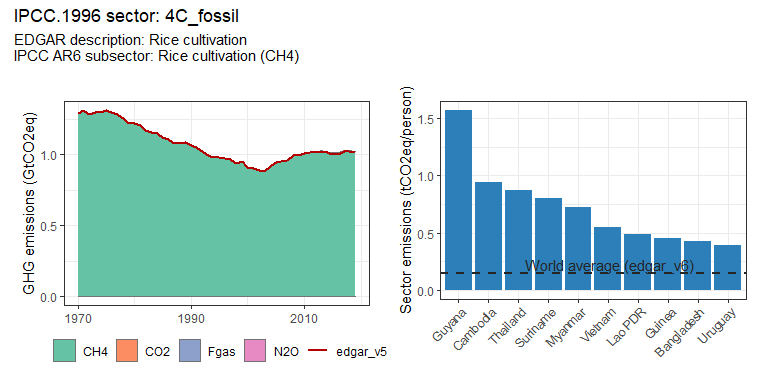 IPCC.1996 sector: 4C_fossil
EDGAR description: Rice cultivation
IPCC AR6 subsector: Rice cultivation (CH4)
GHG emissions (GtCO2eq)
1.0
0.5
0.0
1970
1990
2010
CH4
CO2
Fgas
N2O
edgar_v5
Sector emissions (tCO2eq/person)
1.5
1.0
0.5
0.0
World average (edgar_v6)
Guyana
Cambodia
Thailand
Suriname
Myanmar
Vietnam
Lao PDR
Guinea
Bangladesh
Uruguay